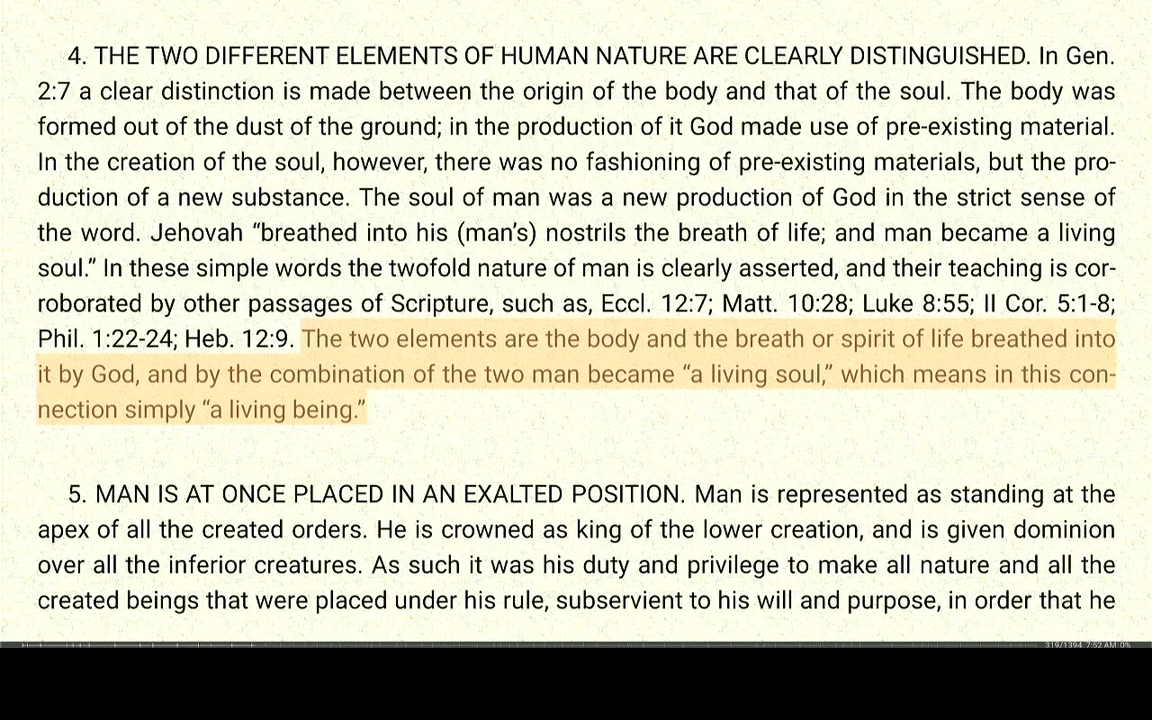 4. THE TWO DIFFERENT ELEMENTS OF HUMAN NATURE ARE CLEARLY DISTINGUISHED. In Gen.
2:7 a clear distinction is made between the origin of the body and that of the soul. The body was
formed out of the dust of the ground; in the production of it God made use of pre-existing material.
In the creation of the soul, however, there was no fashioning of pre-existing materials, but the pro-
duction of a new substance. The soul of man was a new production of God in the strict sense of
the word. Jehovah “breathed into his (man’s) nostrils the breath of life; and man became a living
soul.” In these simple words the twofold nature of man is clearly asserted, and their teaching is cor-
roborated by other passages of Scripture, such as, Eccl. 12:7; Matt. 10:28; Luke 8:55; II Cor. 5:1-8;
Phil. 1:22-24; Heb. 12:9. The two elements are the body and the breath or spirit of life breathed into
it by God, and by the combination of the two man became “a living soul,” which means in this con-
nection simply “a living being.”
5. MAN IS AT ONCE PLACED IN AN EXALTED POSITION. Man is represented as standing at the
apex of all the created orders. He is crowned as king of the lower creation, and is given dominion
over all the inferior creatures. As such it was his duty and privilege to make all nature and all the
created beings that were placed under his rule, subservient to his will and purpose, in order that he
319/1394 7:52 AM 0%